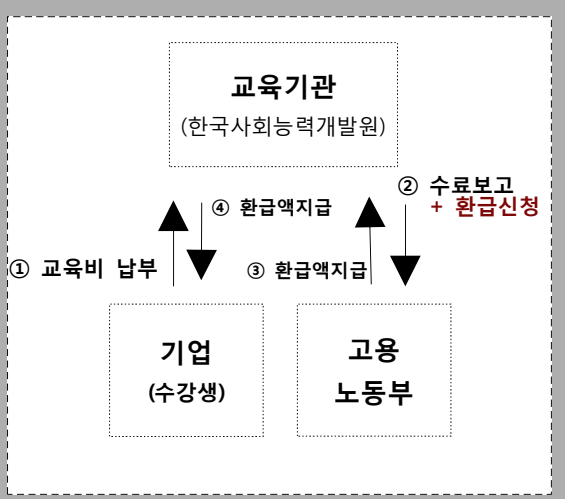 교육기관
(한국사회능력개발원)
② 수료보고
+ 환급신청
④ 환급액지급
① 교육비 납부
③ 환급액지급
기업
(수강생)
고용
노동부